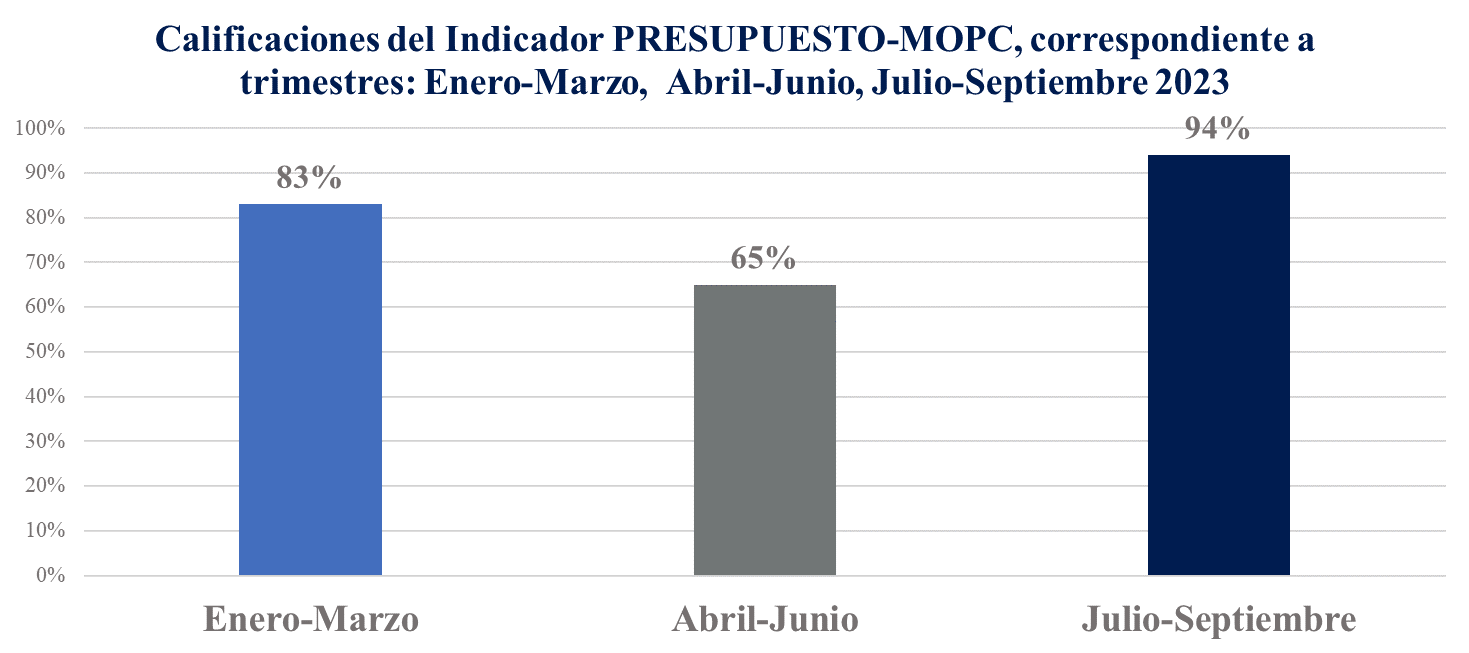 Calificaciones del Indicador PRESUPUESTO-MOPC, correspondiente a
trimestres: Enero-Marzo,  Abril-Junio, Julio-Septiembre 2023
100%
90%
80%
70%
60%
50%
40%
30%
20%
10%
0%
83%
65%
94%
Enero-Marzo
Abril-Junio
Julio-Septiembre